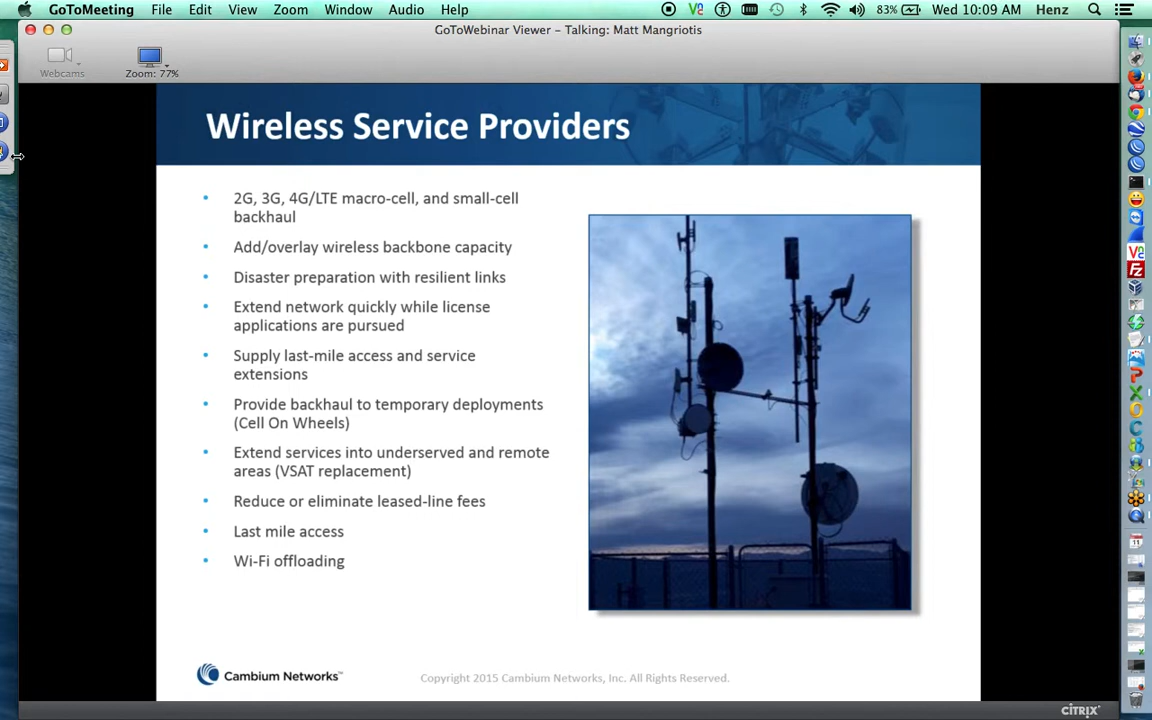 GoToMeeting File Edit View Zoom Window Audio Help 83% Wed 10:09 AM Henz
GoToWebinar Viewer – Talking: Matt Mangriotis
Webcams Zoom: 77%
Wireless Service Providers
• 2G, 3G, 4G/LTE macro-cell, and small-cell
backhaul
• Add/overlay wireless backbone capacity
• Disaster preparation with resilient links
• Extend network quickly while license
applications are pursued
• Supply last-mile access and service
extensions
• Provide backhaul to temporary deployments
(Cell On Wheels)
• Extend services into underserved and remote
areas (VSAT replacement)
• Reduce or eliminate leased-line fees
• Last mile access
• Wi-Fi offloading
Cambium Networks™
Copyright 2015 Cambium Networks, Inc. All Rights Reserved.
CİTRIX®